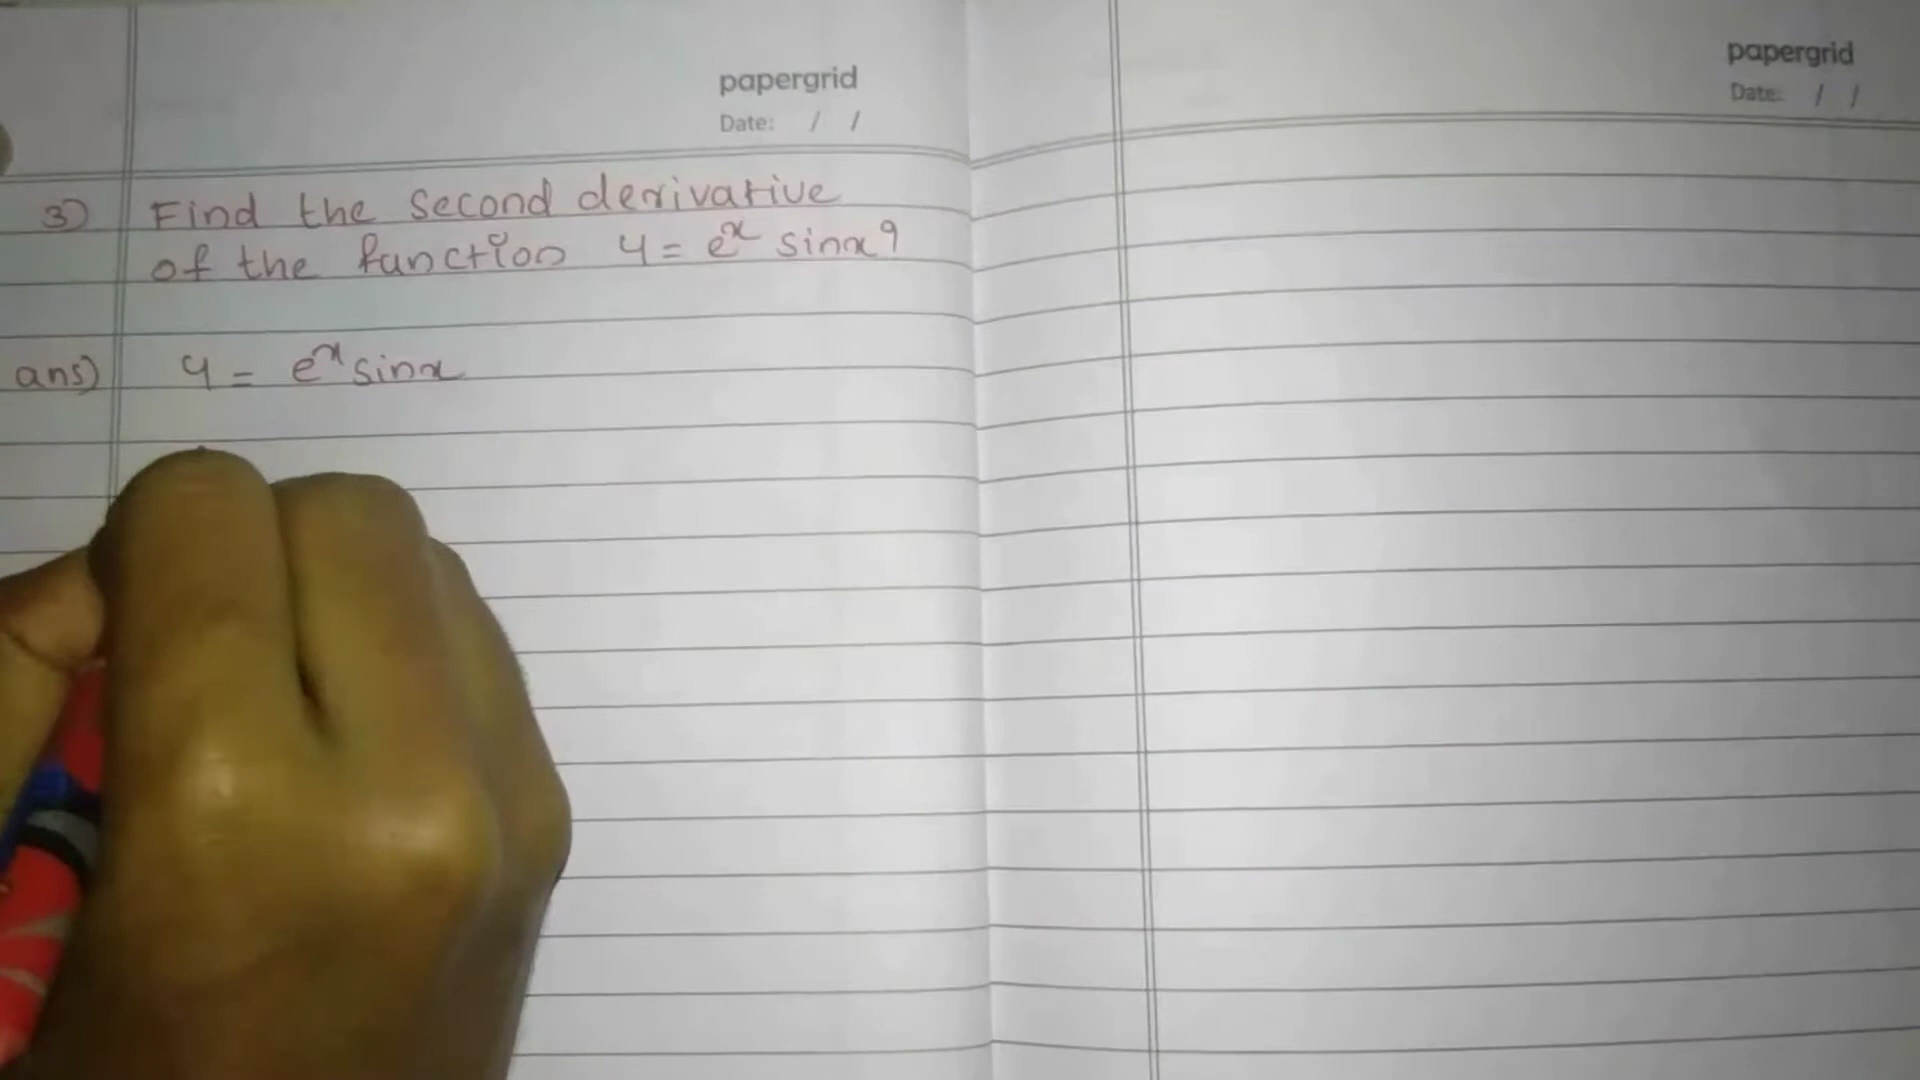 papergrid
Date: / /
papergrid
Date: / /
3) Find the second derivative
of the function y = e^x sinx?
ans) y = e^x sinx